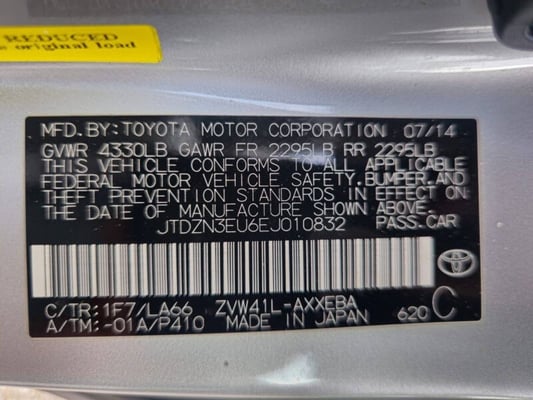 REDUCED
original load
MFD. BY: TOYOTA MOTOR CORPORATION 07/14
GVWR 4330LB GAWR FR 2295LB RR 2295LB
THIS VEHICLE CONFORMS TO ALL APPLICABLE
FEDERAL MOTOR VEHICLE SAFETY, BUMPER, AND
THEFT PREVENTION STANDARDS IN EFFECT ON
THE DATE OF MANUFACTURE SHOWN ABOVE.
JTDZN3EU6EJ010832 PASS.CAR
C/TR: 1F7/LA66 ZVW41L-AXXEBA
A/TM: -01A/P410 MADE IN JAPAN 620 C